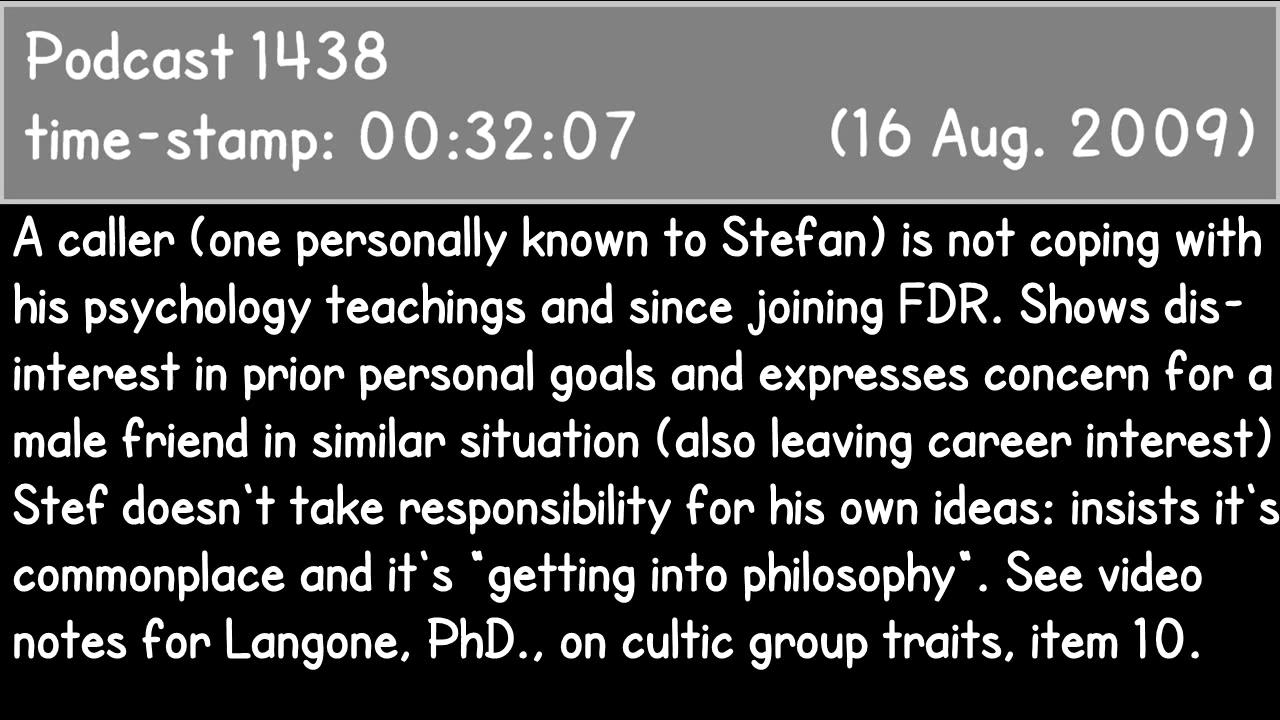 Podcast 1438
time-stamp: 00:32:07 (16 Aug. 2009)
A caller (one personally known to Stefan) is not coping with
his psychology teachings and since joining FDR. Shows dis-
interest in prior personal goals and expresses concern for a
male friend in similar situation (also leaving career interest)
Stef doesn't take responsibility for his own ideas: insists it's
commonplace and it's "getting into philosophy". See video
notes for Langone, PhD., on cultic group traits, item 10.